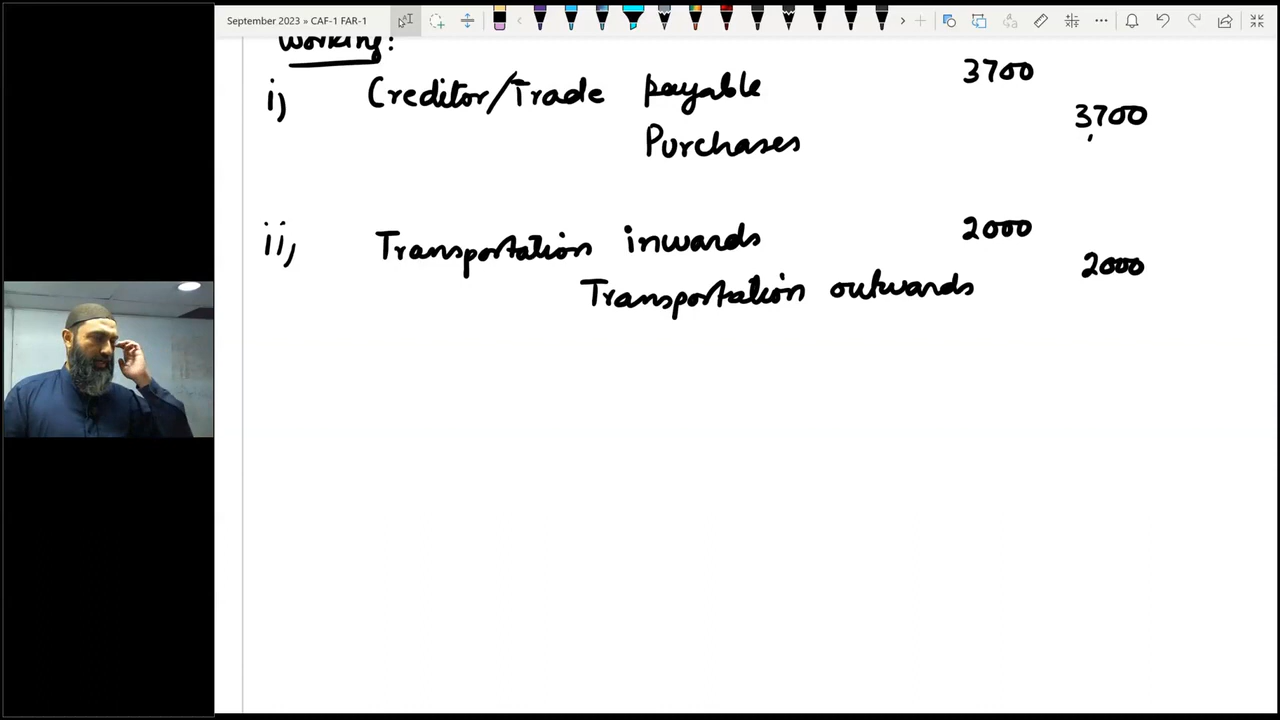 September 2023 » CAF-1 FAR-1
Working:
i) Creditor/Trade payable 3700
Purchases 3700
ii) Transportation inwards 2000
Transportation outwards 2000